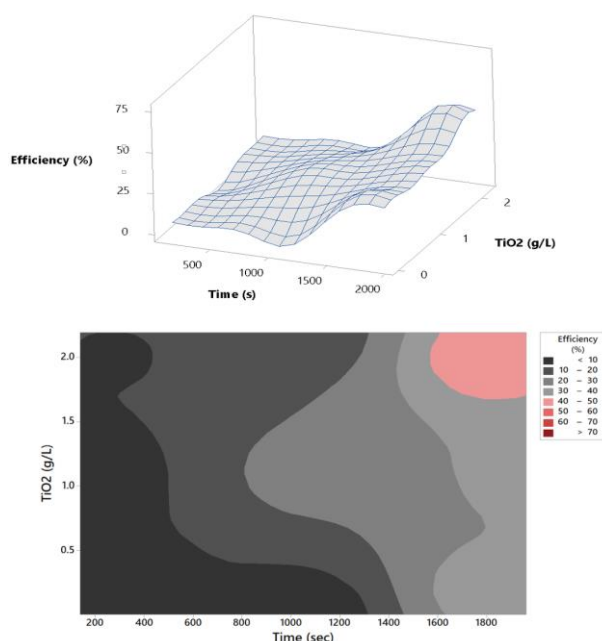 75
50
25
0
Efficiency (%)
500
1000
1500
2000
Time (s)
0
1
2
TiO2 (g/L)
Efficiency
(%)
< 10
10 – 20
20 – 30
30 – 40
40 – 50
50 – 60
60 – 70
> 70
2.0
1.5
1.0
0.5
TiO2 (g/L)
200 400 600 800 1000 1200 1400 1600 1800
Time (sec)